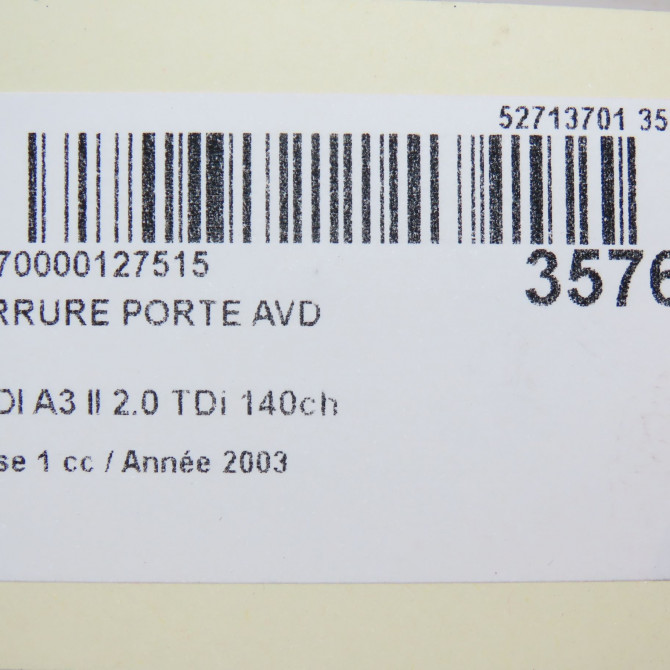 52713701 35
70000127515
3576
RRURE PORTE AVD
DI A3 II 2.0 TDi 140ch
se 1 cc / Année 2003